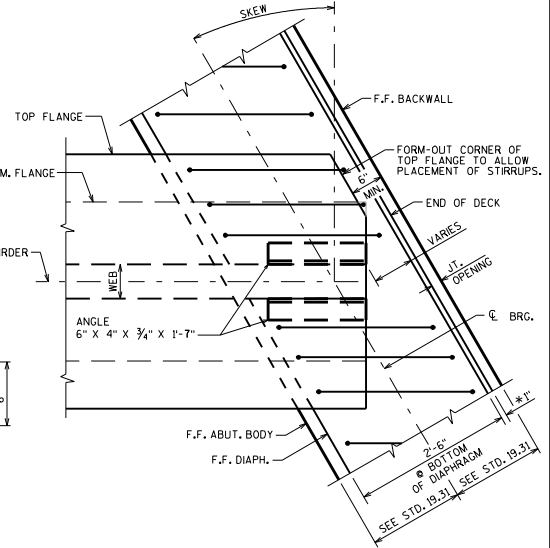 SKEW
F.F. BACKWALL
TOP FLANGE
FORM-OUT CORNER OF
TOP FLANGE TO ALLOW
PLACEMENT OF STIRRUPS.
M. FLANGE
6"
MIN.
END OF DECK
VARIES
IRDER
WEB
JT.
OPENING
ANGLE
6" X 4" X 3/4" X 1'-7"
℄ BRG.
F.F. ABUT. BODY
F.F. DIAPH.
*1"
2'-6"
@ BOTTOM
OF DIAPHRAGM
SEE STD. 19.31
SEE STD. 19.31